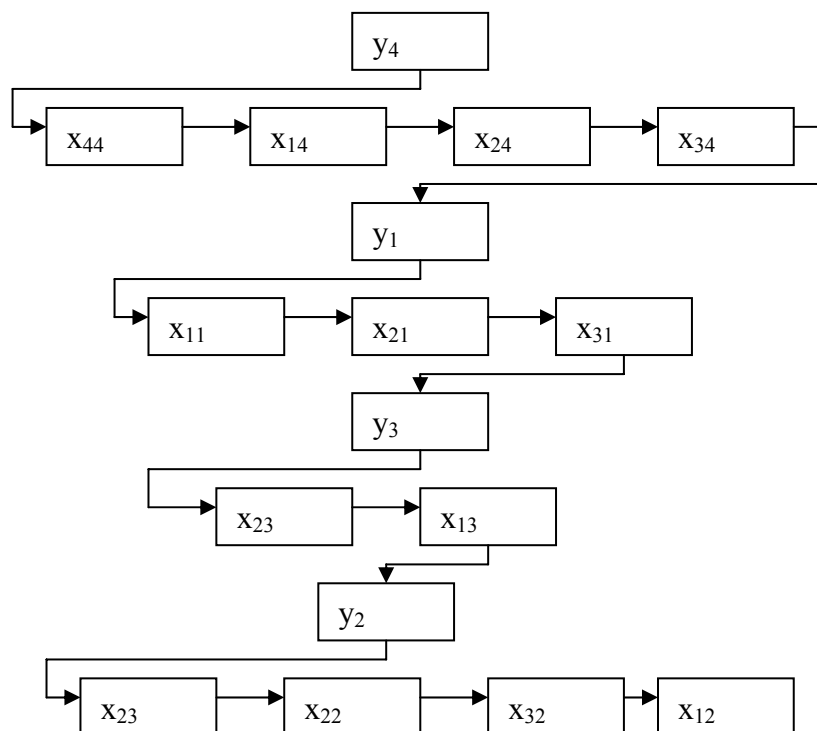 y₄
x₄₄ x₁₄ x₂₄ x₃₄
y₁
x₁₁ x₂₁ x₃₁
y₃
x₂₃ x₁₃
y₂
x₂₃ x₂₂ x₃₂ x₁₂